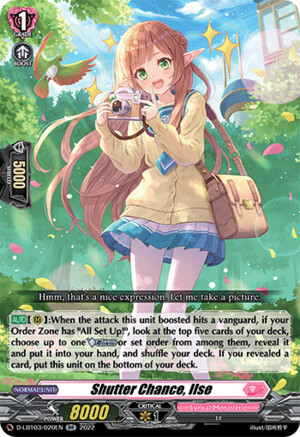 1
GRADE
BOOST
5000
SHIELD
Hmm, that's a nice expression. Let me take a picture.
AUTO[ ]:When the attack this unit boosted hits a vanguard, if your
Order Zone has "All Set Up!", look at the top five cards of your deck,
choose up to one or set order from among them, reveal it
and put it into your hand, and shuffle your deck. If you revealed a
card, put this unit on the bottom of your deck.
NORMAL UNIT
Shutter Chance, Ilse
POWER
8000
CRITICAL
1
Lyrical Monasterio
Elf
D-LBT03/020EN RR 2022
illust/